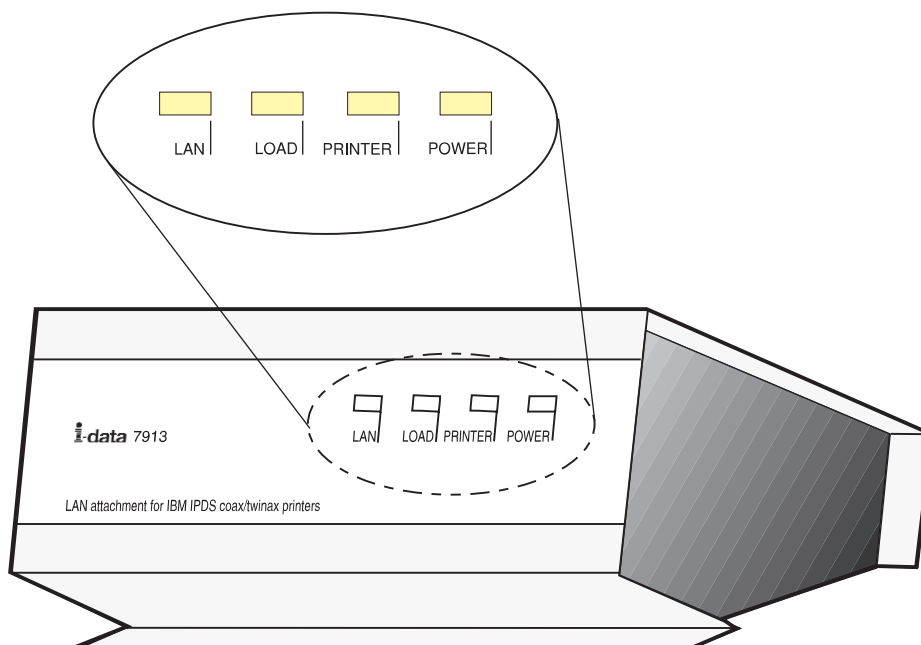 LAN LOAD PRINTER POWER
LAN LOAD PRINTER POWER
i-data 7913
LAN attachment for IBM IPDS coax/twinax printers